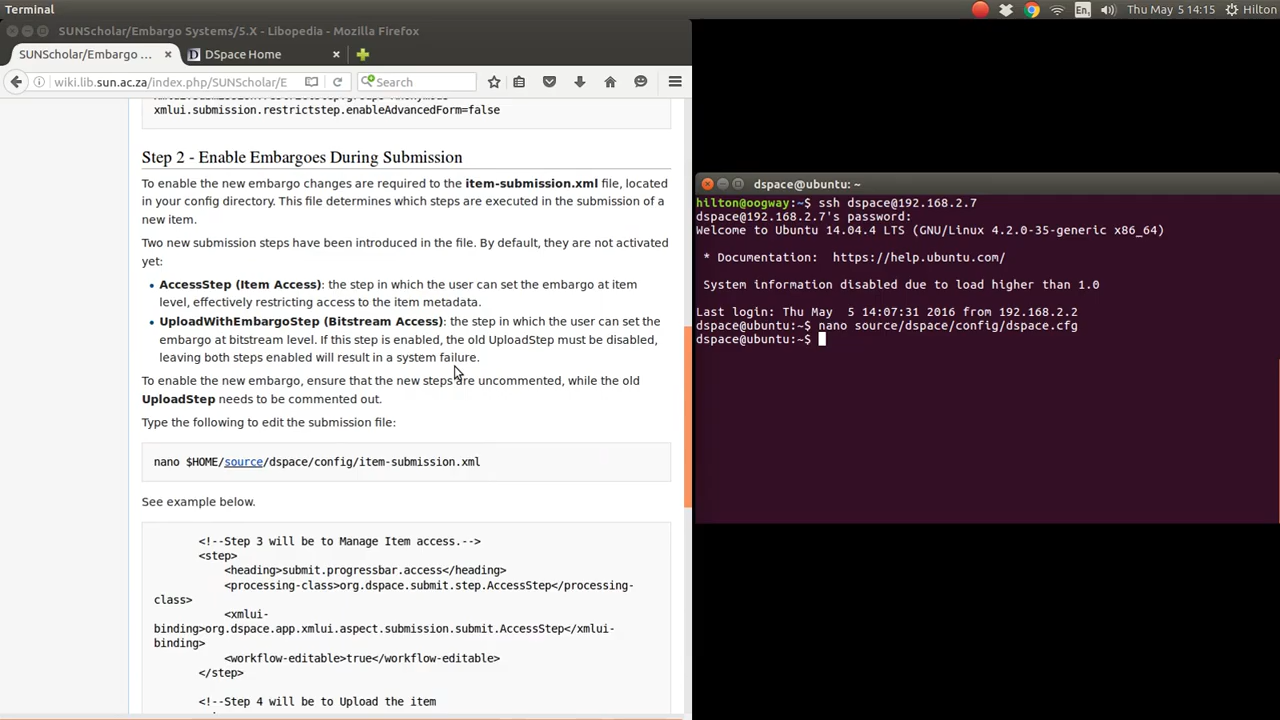 Terminal
En
Thu May 5 14:15
Hilton
SUNScholar/Embargo Systems/5.X - Libopedia - Mozilla Firefox
SUNScholar/Embargo ...
DSpace Home
wiki.lib.sun.ac.za/index.php/SUNScholar/E
Search
xmlui.submission.restrictstep.enableAdvancedForm=false
Step 2 - Enable Embargoes During Submission
To enable the new embargo changes are required to the item-submission.xml file, located
in your config directory. This file determines which steps are executed in the submission of a
new item.
Two new submission steps have been introduced in the file. By default, they are not activated
yet:
AccessStep (Item Access): the step in which the user can set the embargo at item
level, effectively restricting access to the item metadata.
UploadWithEmbargoStep (Bitstream Access): the step in which the user can set the
embargo at bitstream level. If this step is enabled, the old UploadStep must be disabled,
leaving both steps enabled will result in a system failure.
To enable the new embargo, ensure that the new steps are uncommented, while the old
UploadStep needs to be commented out.
Type the following to edit the submission file:
nano $HOME/source/dspace/config/item-submission.xml
See example below.
<!--Step 3 will be to Manage Item access.-->
<step>
<heading>submit.progressbar.access</heading>
<processing-class>org.dspace.submit.step.AccessStep</processing-
class>
<xmlui-
binding>org.dspace.app.xmlui.aspect.submission.submit.AccessStep</xmlui-
binding>
<workflow-editable>true</workflow-editable>
</step>
<!--Step 4 will be to Upload the item
dspace@ubuntu: ~
hilton@oogway:~$ ssh dspace@192.168.2.7
dspace@192.168.2.7's password:
Welcome to Ubuntu 14.04.4 LTS (GNU/Linux 4.2.0-35-generic x86_64)
* Documentation: https://help.ubuntu.com/
System information disabled due to load higher than 1.0
Last login: Thu May 5 14:07:31 2016 from 192.168.2.2
dspace@ubuntu:~$ nano source/dspace/config/dspace.cfg
dspace@ubuntu:~$